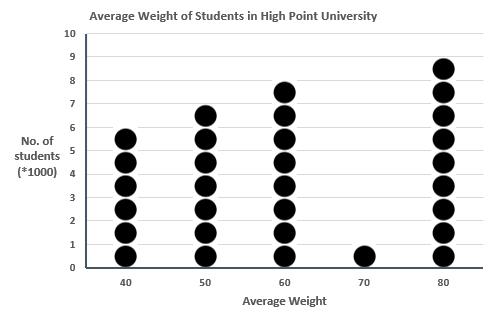 Average Weight of Students in High Point University
10
9
8
7
6
5
4
3
2
1
0
No. of
students
(*1000)
40 50 60 70 80
Average Weight